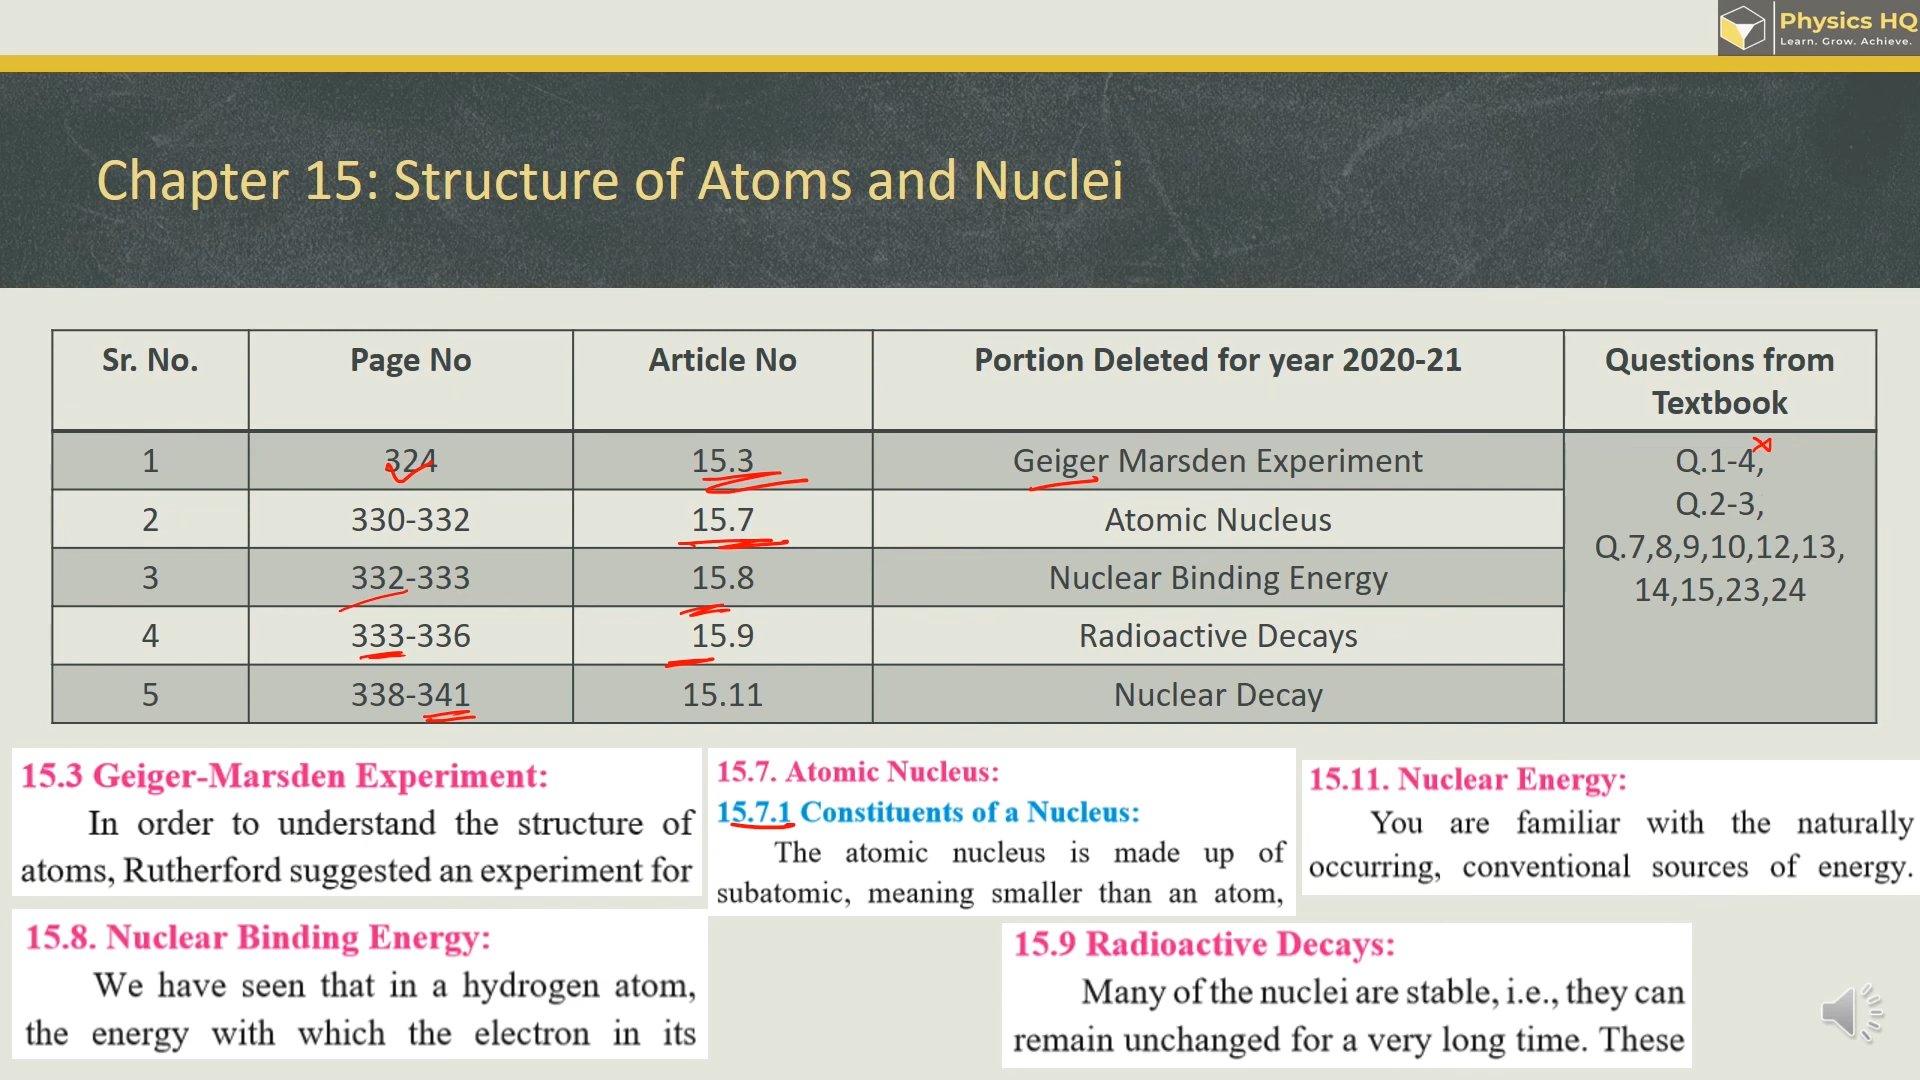 Physics HQ
Learn. Grow. Achieve.
Chapter 15: Structure of Atoms and Nuclei
Sr. No. Page No Article No Portion Deleted for year 2020-21 Questions from
Textbook
1 324 15.3 Geiger Marsden Experiment Q.1-4,
2 330-332 15.7 Atomic Nucleus Q.2-3,
Q.7,8,9,10,12,13,
3 332-333 15.8 Nuclear Binding Energy 14,15,23,24
4 333-336 15.9 Radioactive Decays
5 338-341 15.11 Nuclear Decay
15.3 Geiger-Marsden Experiment:
In order to understand the structure of
atoms, Rutherford suggested an experiment for
15.7. Atomic Nucleus:
15.7.1 Constituents of a Nucleus:
The atomic nucleus is made up of
subatomic, meaning smaller than an atom,
15.11. Nuclear Energy:
You are familiar with the naturally
occurring, conventional sources of energy.
15.8. Nuclear Binding Energy:
We have seen that in a hydrogen atom,
the energy with which the electron in its
15.9 Radioactive Decays:
Many of the nuclei are stable, i.e., they can
remain unchanged for a very long time. These